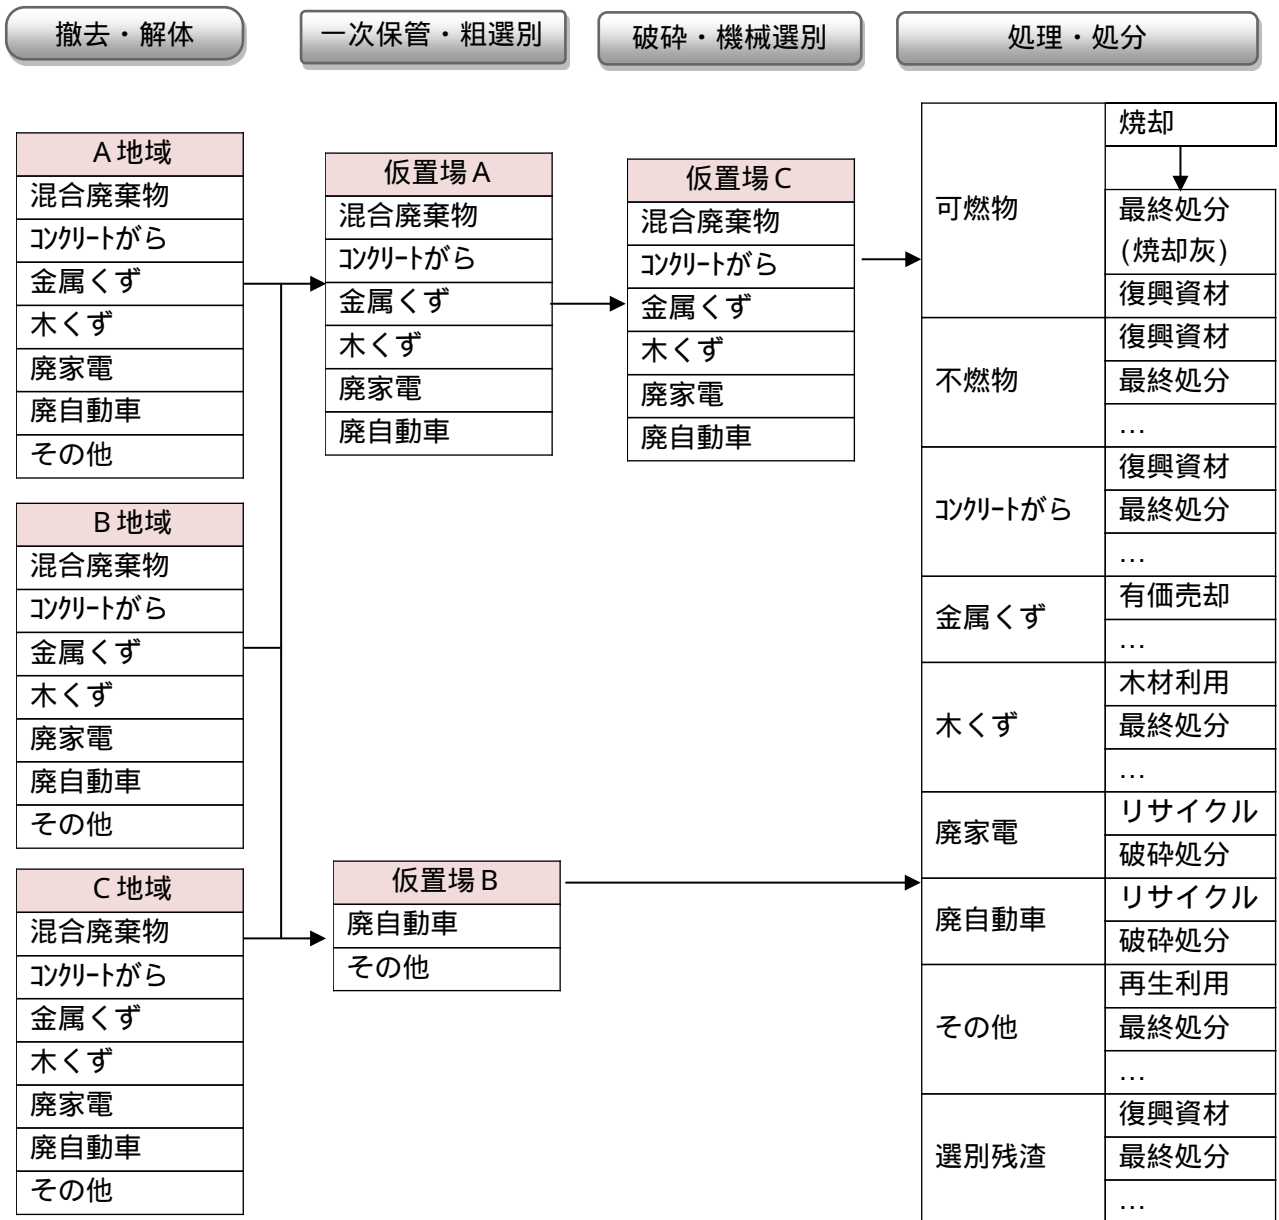 撤去・解体
一次保管・粗選別
破砕・機械選別
処理・処分
A地域
混合廃棄物
ｺﾝｸﾘｰﾄがら
金属くず
木くず
廃家電
廃自動車
その他
B地域
混合廃棄物
ｺﾝｸﾘｰﾄがら
金属くず
木くず
廃家電
廃自動車
その他
C地域
混合廃棄物
ｺﾝｸﾘｰﾄがら
金属くず
木くず
廃家電
廃自動車
その他
仮置場A
混合廃棄物
ｺﾝｸﾘｰﾄがら
金属くず
木くず
廃家電
廃自動車
仮置場B
廃自動車
その他
仮置場C
混合廃棄物
ｺﾝｸﾘｰﾄがら
金属くず
木くず
廃家電
廃自動車
可燃物
焼却
最終処分
(焼却灰)
復興資材
不燃物
復興資材
最終処分
…
ｺﾝｸﾘｰﾄがら
復興資材
最終処分
…
金属くず
有価売却
…
木くず
木材利用
最終処分
…
廃家電
リサイクル
破砕処分
廃自動車
リサイクル
破砕処分
その他
再生利用
最終処分
…
選別残渣
復興資材
最終処分
…